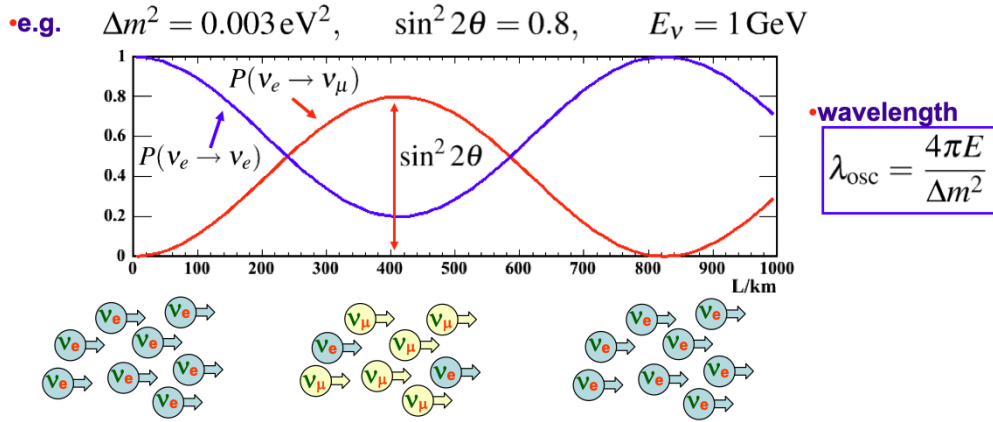 •e.g. Δm² = 0.003 eV², sin² 2θ = 0.8, E_ν = 1 GeV
1
0.8
0.6
0.4
0.2
0
P(ν_e → ν_μ)
P(ν_e → ν_e)
sin² 2θ
0 100 200 300 400 500 600 700 800 900 1000
L/km
•wavelength
λ_osc = 4πE / Δm²
ν_e ν_e ν_μ ν_μ ν_e ν_e
ν_e ν_e ν_e ν_μ ν_e ν_e
ν_e ν_e ν_e ν_μ ν_μ ν_e ν_e ν_e ν_e
ν_e ν_μ ν_e